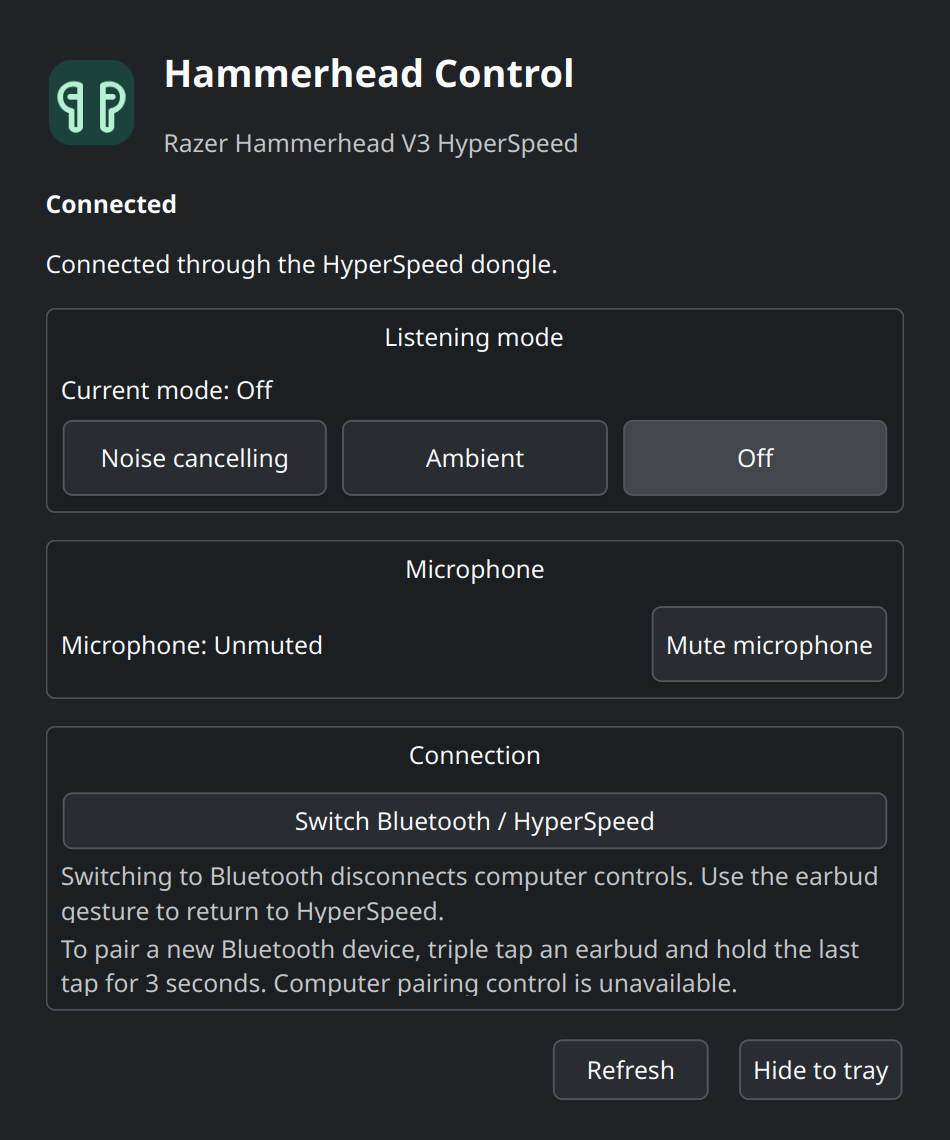 Hammerhead Control
Razer Hammerhead V3 HyperSpeed
Connected
Connected through the HyperSpeed dongle.
Listening mode
Current mode: Off
Noise cancelling
Ambient
Off
Microphone
Microphone: Unmuted
Mute microphone
Connection
Switch Bluetooth / HyperSpeed
Switching to Bluetooth disconnects computer controls. Use the earbud
gesture to return to HyperSpeed.
To pair a new Bluetooth device, triple tap an earbud and hold the last
tap for 3 seconds. Computer pairing control is unavailable.
Refresh
Hide to tray